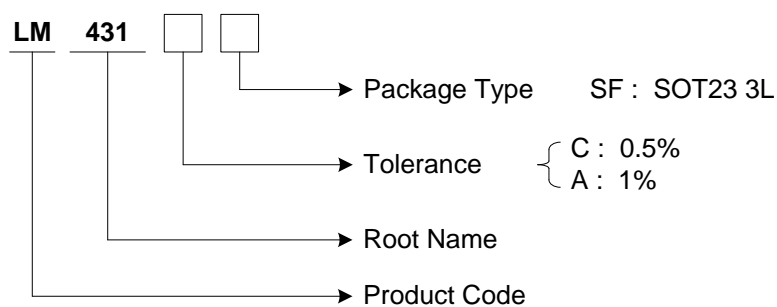 LM 431
Package Type SF : SOT23 3L
Tolerance
C : 0.5%
A : 1%
Root Name
Product Code